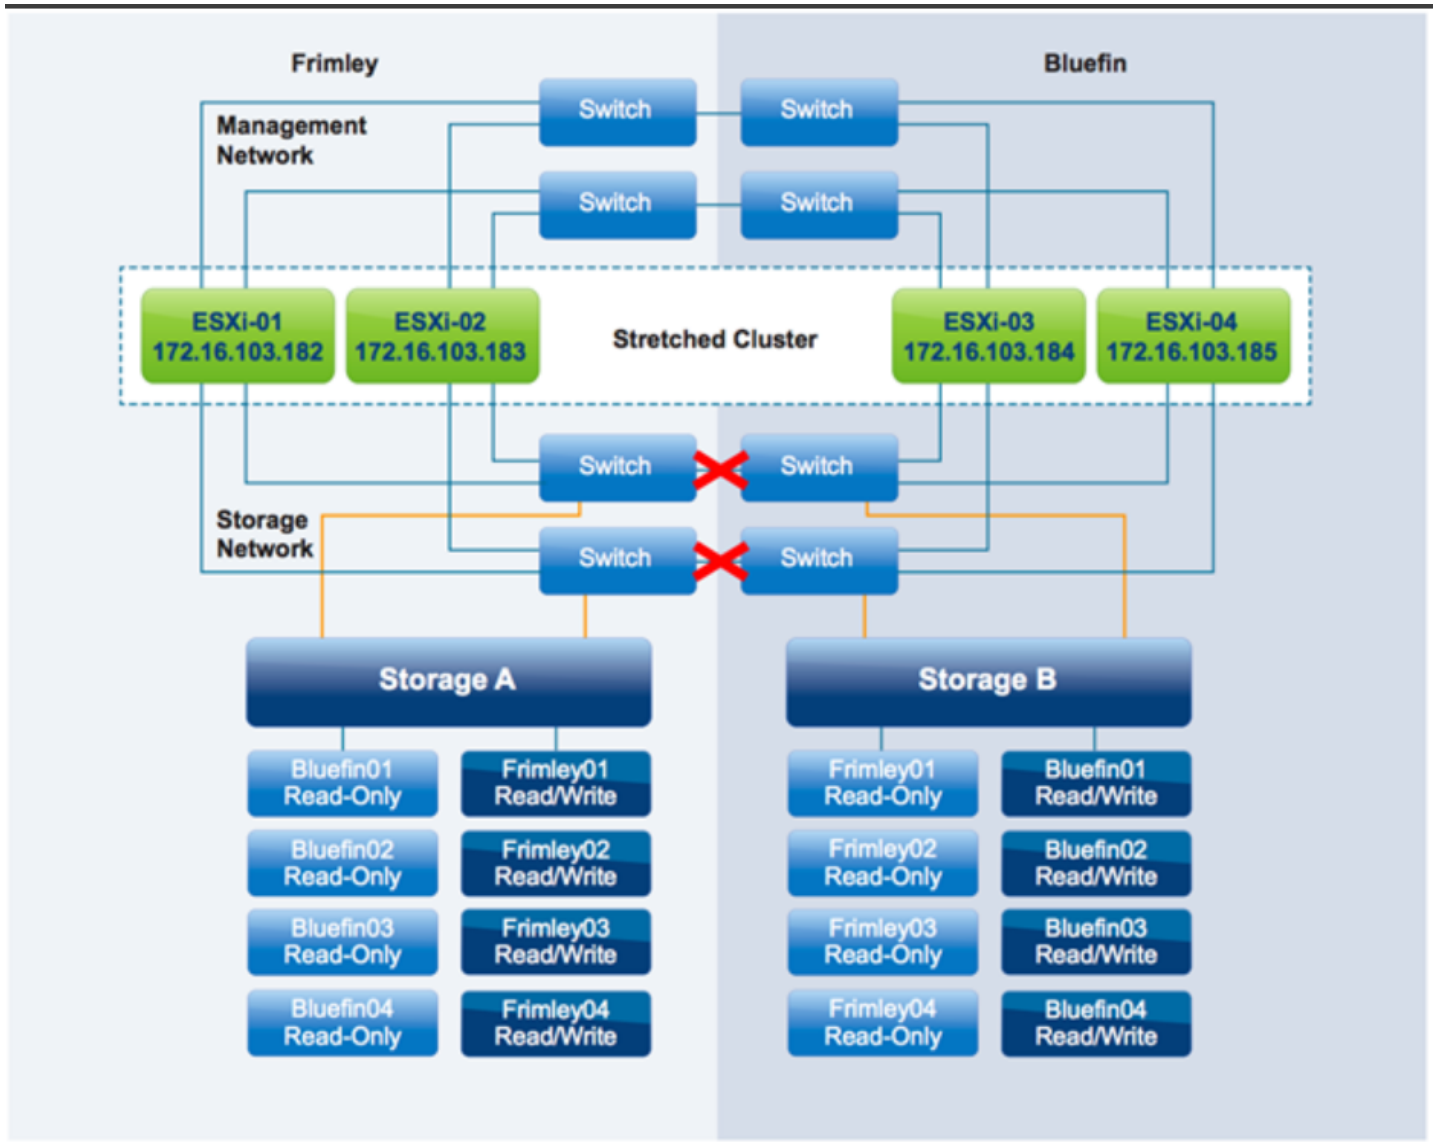 Frimley
Bluefin
Switch
Switch
Management
Network
Switch
Switch
ESXi-01
172.16.103.182
ESXi-02
172.16.103.183
Stretched Cluster
ESXi-03
172.16.103.184
ESXi-04
172.16.103.185
Switch
Switch
Storage
Network
Switch
Switch
Storage A
Storage B
Bluefin01
Read-Only
Frimley01
Read/Write
Frimley01
Read-Only
Bluefin01
Read/Write
Bluefin02
Read-Only
Frimley02
Read/Write
Frimley02
Read-Only
Bluefin02
Read/Write
Bluefin03
Read-Only
Frimley03
Read/Write
Frimley03
Read-Only
Bluefin03
Read/Write
Bluefin04
Read-Only
Frimley04
Read/Write
Frimley04
Read-Only
Bluefin04
Read/Write